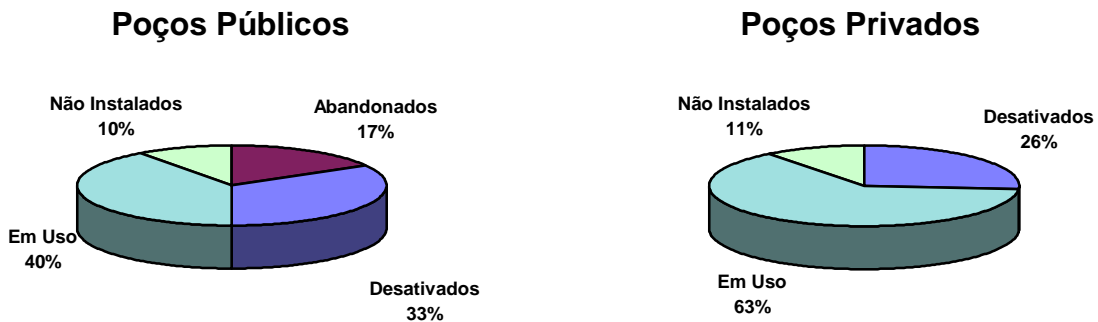 Poços Públicos
Não Instalados
10%
Abandonados
17%
Em Uso
40%
Desativados
33%
Poços Privados
Não Instalados
11%
Desativados
26%
Em Uso
63%